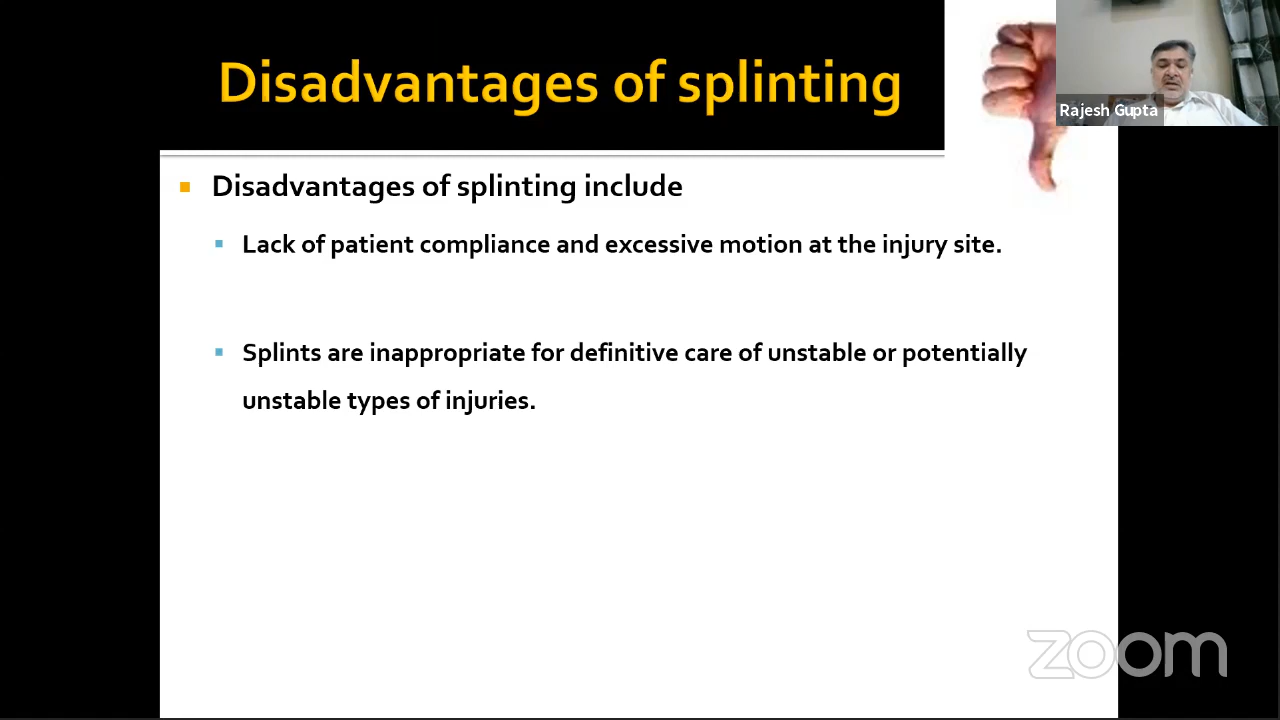 Disadvantages of splinting
Rajesh Gupta
Disadvantages of splinting include
Lack of patient compliance and excessive motion at the injury site.
Splints are inappropriate for definitive care of unstable or potentially
unstable types of injuries.
zoom